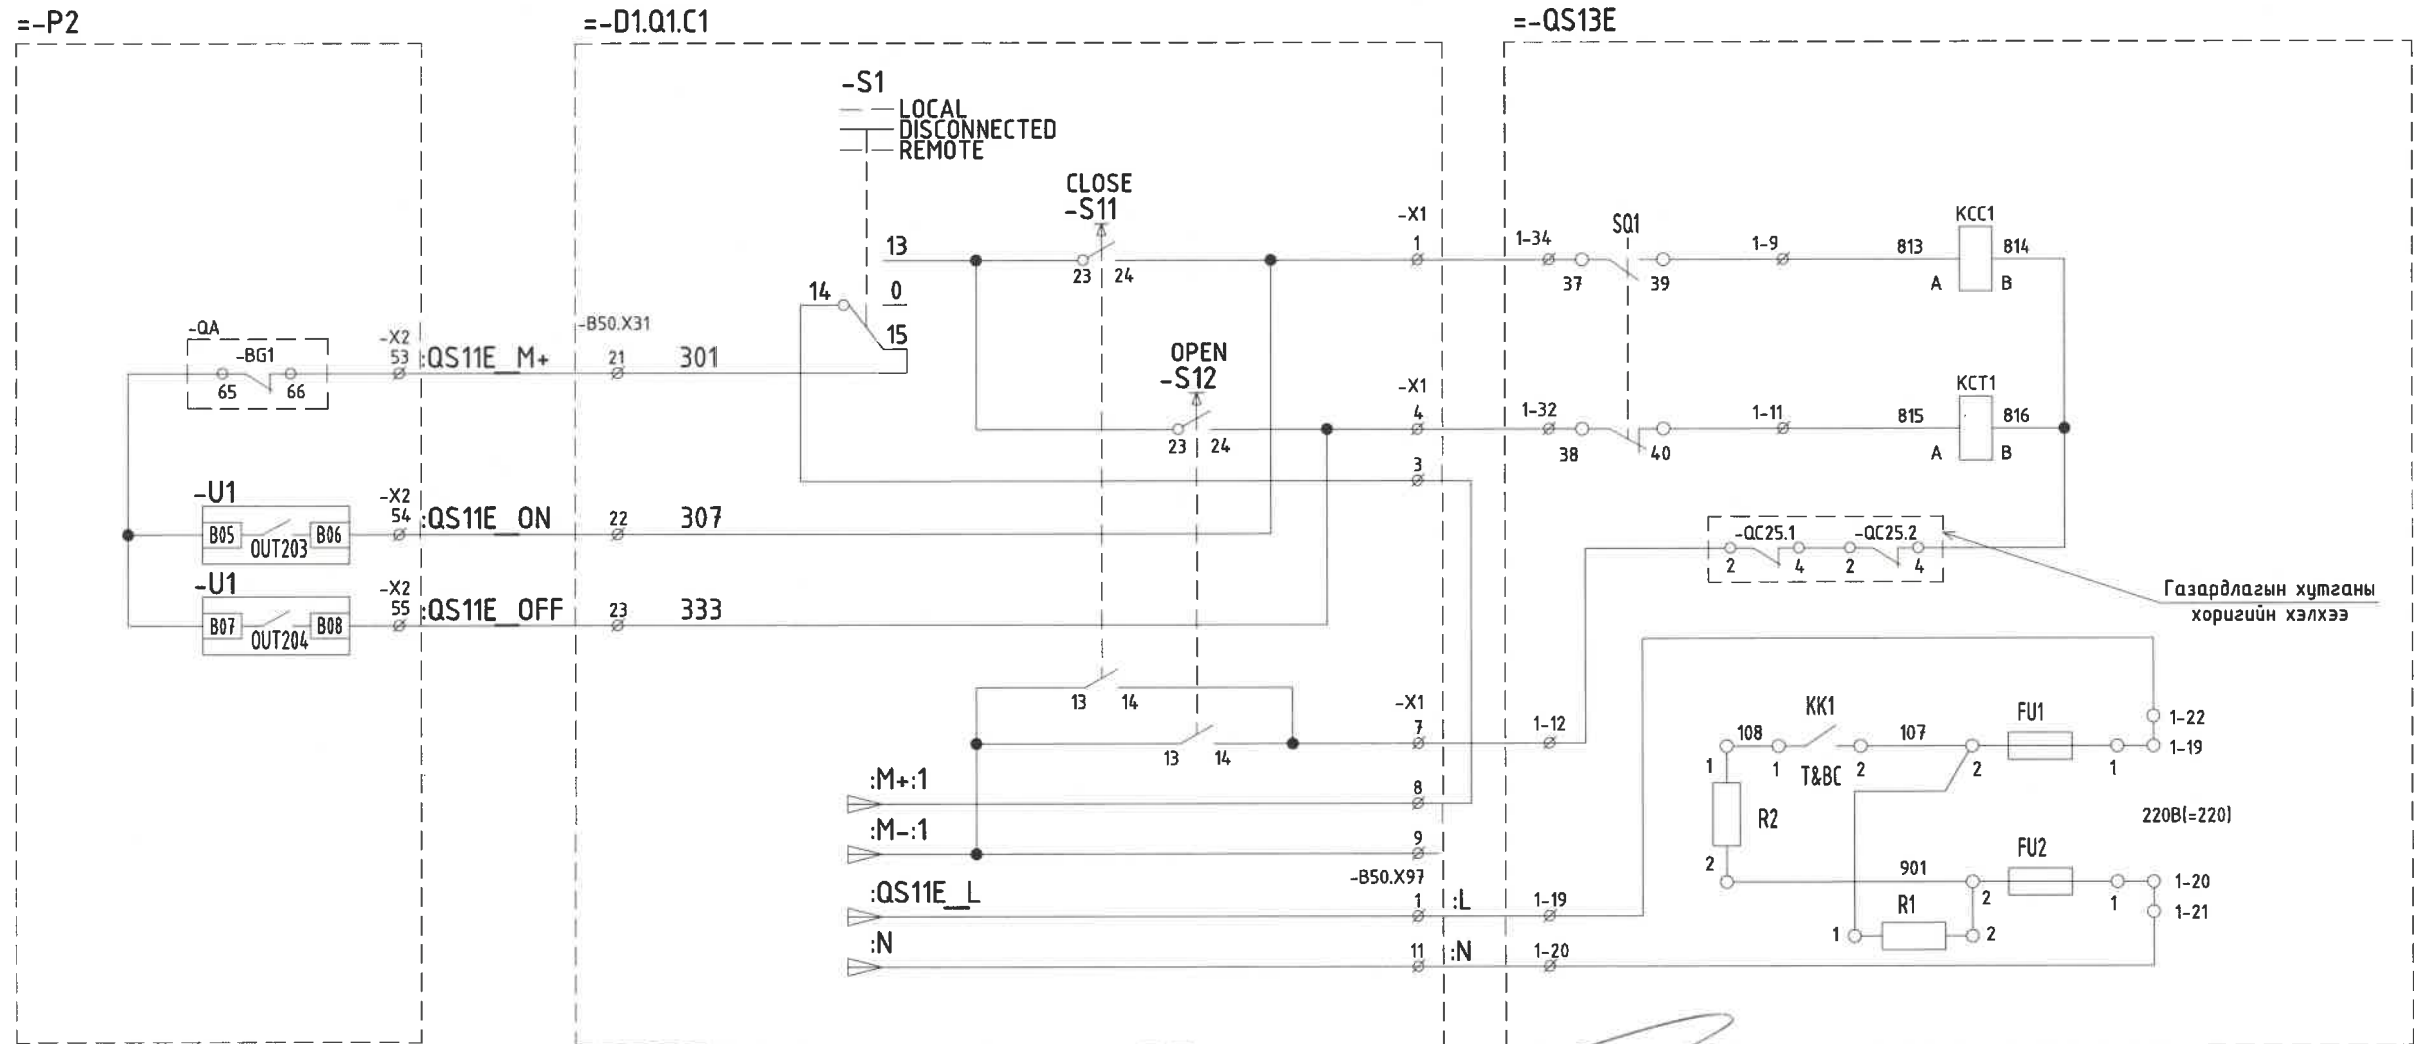 =-P2
=-D1.Q1.C1
=-QS13E
-S1
LOCAL
DISCONNECTED
REMOTE
CLOSE
-S11
13
23 24
-X1
1
1-34
37
SQ1
39
1-9
813
KCC1
814
A B
14
0
15
-QA
-BG1
65 66
-X2
53
:QS11E_M+
-B50.X31
21
301
OPEN
-S12
23 24
-X1
4
1-32
38
40
1-11
815
KCT1
816
A B
3
-U1
B05
OUT203
B06
-X2
54
:QS11E_ON
22
307
-QC25.1
2 4
-QC25.2
2 4
Газардлагын хутганы
хоригийн хэлхээ
-U1
B07
OUT204
B08
-X2
55
:QS11E_OFF
23
333
13 14
13 14
-X1
7
1-12
:M+:1
8
:M-:1
9
-B50.X97
:QS11E_L
1
:L
1-19
:N
11
:N
1-20
108
KK1
107
FU1
1-22
1-19
1
1
T&BC
2
2
1
R2
220В(=220)
2
901
FU2
1-20
2
1
1-21
R1
1
2